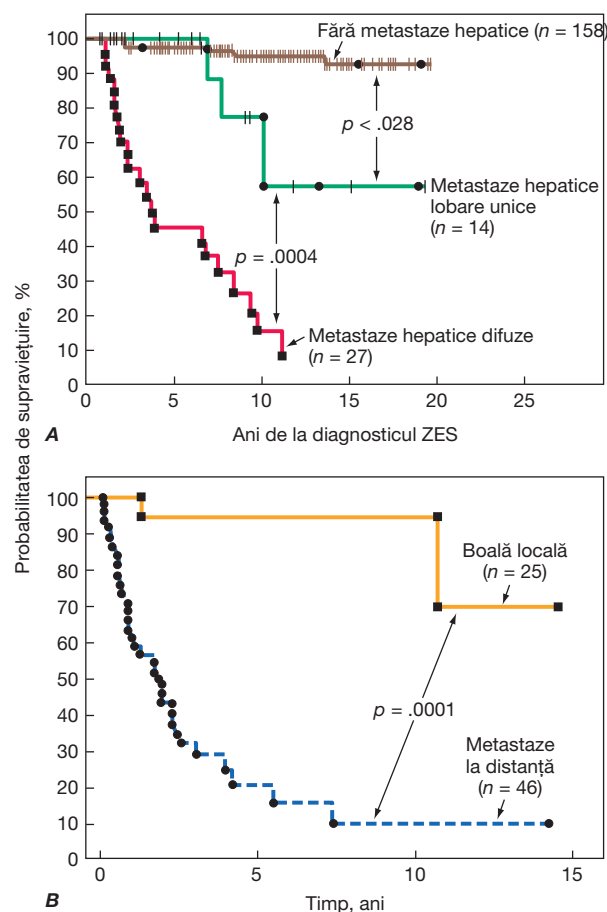 Probabilitatea de supraviețuire, %
100
90
80
70
60
50
40
30
20
10
0
Fără metastaze hepatice (n = 158)
p < .028
Metastaze hepatice
lobare unice
(n = 14)
p = .0004
Metastaze hepatice difuze
(n = 27)
0
5
10
15
20
25
A
Ani de la diagnosticul ZES
100
90
80
70
60
50
40
30
20
10
0
Boală locală
(n = 25)
p = .0001
Metastaze
la distanță
(n = 46)
0
5
10
15
B
Timp, ani